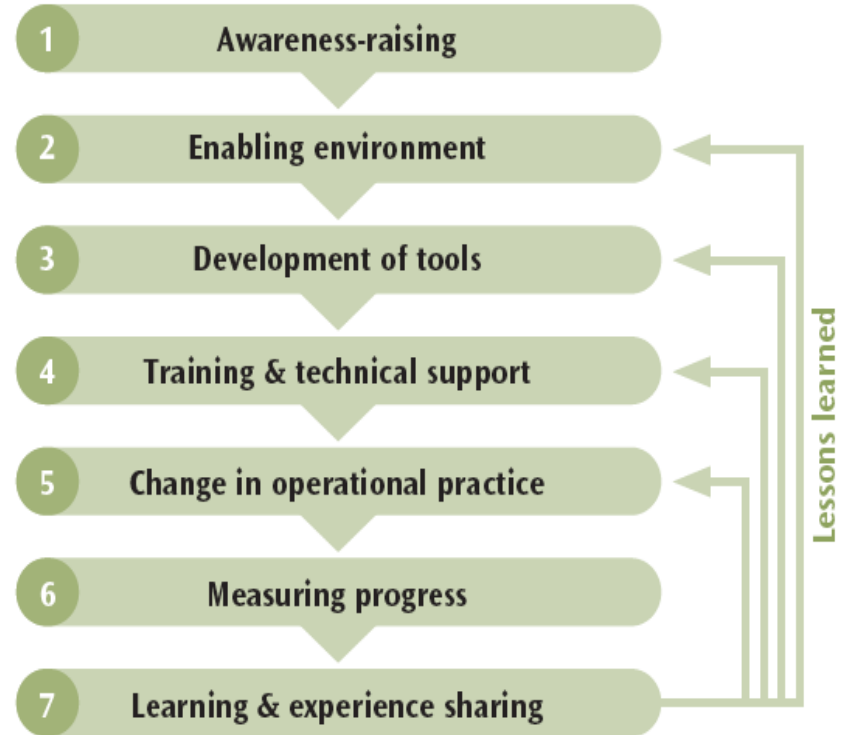 1 Awareness-raising
2 Enabling environment
3 Development of tools
4 Training & technical support
5 Change in operational practice
6 Measuring progress
7 Learning & experience sharing
Lessons learned